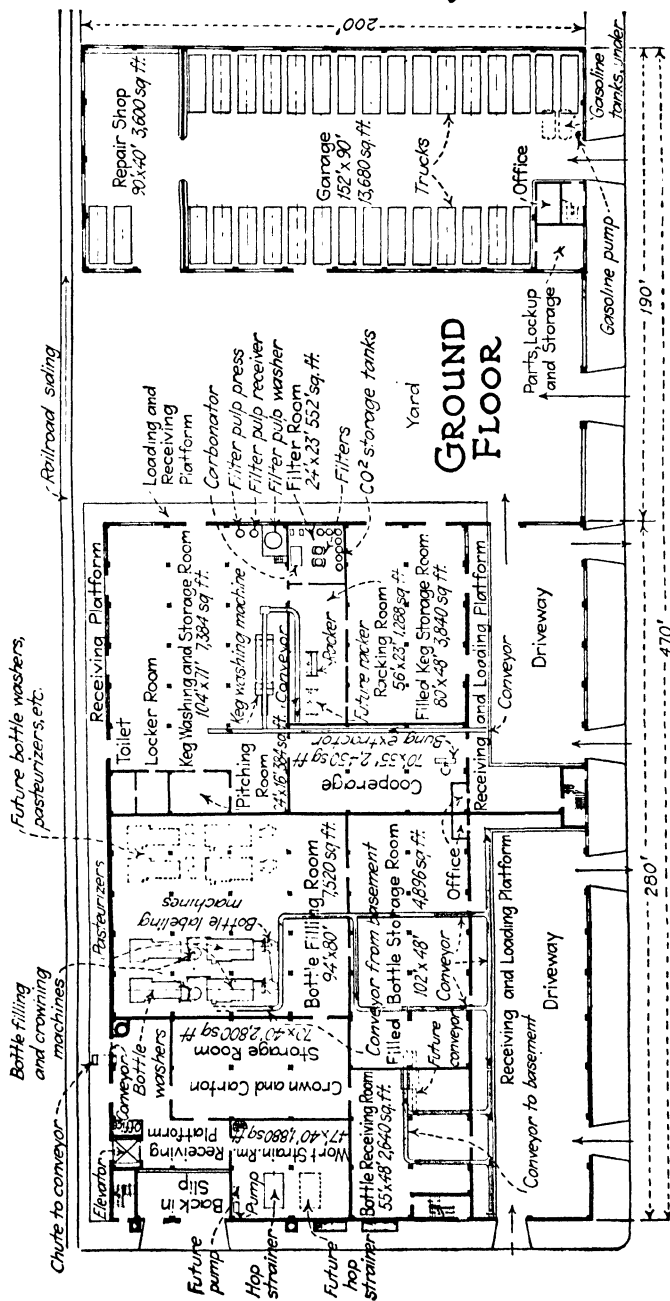 Chute to conveyor
Bottle filling
and crowning
machines
Future bottle washers,
pasteurizers, etc.
Railroad siding
Elevator
Conveyor
Office
Pasteurizers
Receiving Platform
Loading and
Receiving
Platform
Repair Shop
90'x40' 3,600 sq. ft.
200'
Back in
Slip
Receiving
Platform
Bottle
washers
Crown and Carton
Storage Room
70'x40' 2,800 sq ft
Bottle labeling
machines
Toilet
Locker Room
Keg Washing and Storage Room
104'x71' 7,384 sq ft.
Pitching
Room
24'x16' 384 sq ft.
Keg washing machine
Conveyor
Carbonator
Filter pulp press
Filter pulp receiver
Filter pulp washer
Filter Room
24'x23' 552 sq. ft.
Filters
CO² storage tanks
Future
pump
Hop
strainer
Future
hop
strainer
Pump
Wort Strain. Rm.
47'x40' 1,880 sq ft.
Bottle Filling Room
94'x80' 7,520 sq ft.
Cooperage
70'x35' 2,450 sq ft
Bung extractor
Racker
Future racker
Racking Room
56'x23' 1,288 sq ft.
Garage
152'x90'
13,680 sq. ft.
Trucks
Yard
GROUND
FLOOR
Bottle Receiving Room
55'x48' 2,640 sq ft.
Conveyor from basement
Filled Bottle Storage Room
102'x48' 4,896 sq ft.
Future
conveyor
Conveyor
Office
Filled Keg Storage Room
80'x48' 3,840 sq ft.
Receiving and Loading Platform
Conveyor
Parts, Lockup
and Storage
Office
Receiving and Loading Platform
Conveyor to basement
Driveway
Driveway
Gasoline pump
Gasoline
tanks, under
280'
190'
470'